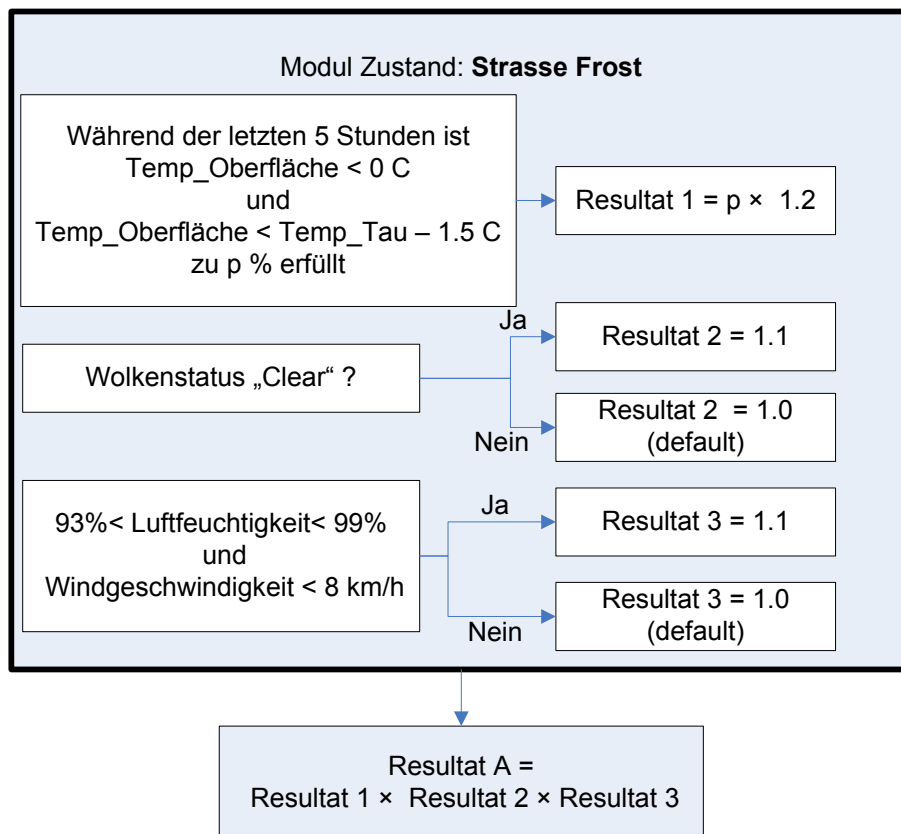 Modul Zustand: Strasse Frost
Während der letzten 5 Stunden ist
Temp_Oberfläche < 0 C
und
Temp_Oberfläche < Temp_Tau – 1.5 C
zu p % erfüllt
Resultat 1 = p × 1.2
Wolkenstatus „Clear“ ?
Ja
Resultat 2 = 1.1
Nein
Resultat 2 = 1.0
(default)
93%< Luftfeuchtigkeit< 99%
und
Windgeschwindigkeit < 8 km/h
Ja
Resultat 3 = 1.1
Nein
Resultat 3 = 1.0
(default)
Resultat A =
Resultat 1 × Resultat 2 × Resultat 3